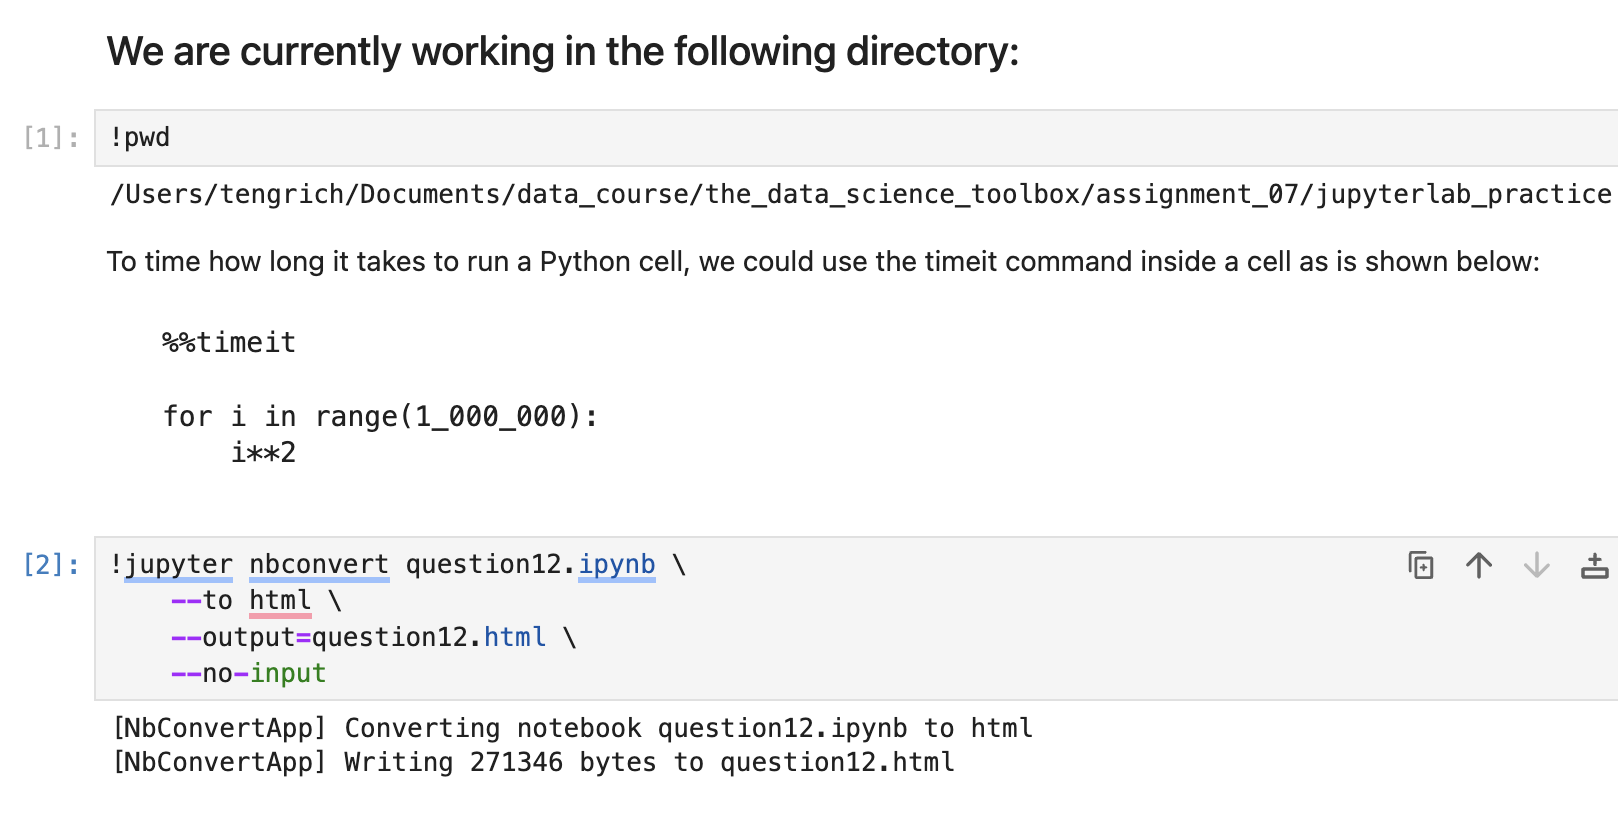 We are currently working in the following directory:
[1]: !pwd
/Users/tengrich/Documents/data_course/the_data_science_toolbox/assignment_07/jupyterlab_practice
To time how long it takes to run a Python cell, we could use the timeit command inside a cell as is shown below:
%%timeit
for i in range(1_000_000):
    i**2
[2]: !jupyter nbconvert question12.ipynb \
    --to html \
    --output=question12.html \
    --no-input
[NbConvertApp] Converting notebook question12.ipynb to html
[NbConvertApp] Writing 271346 bytes to question12.html